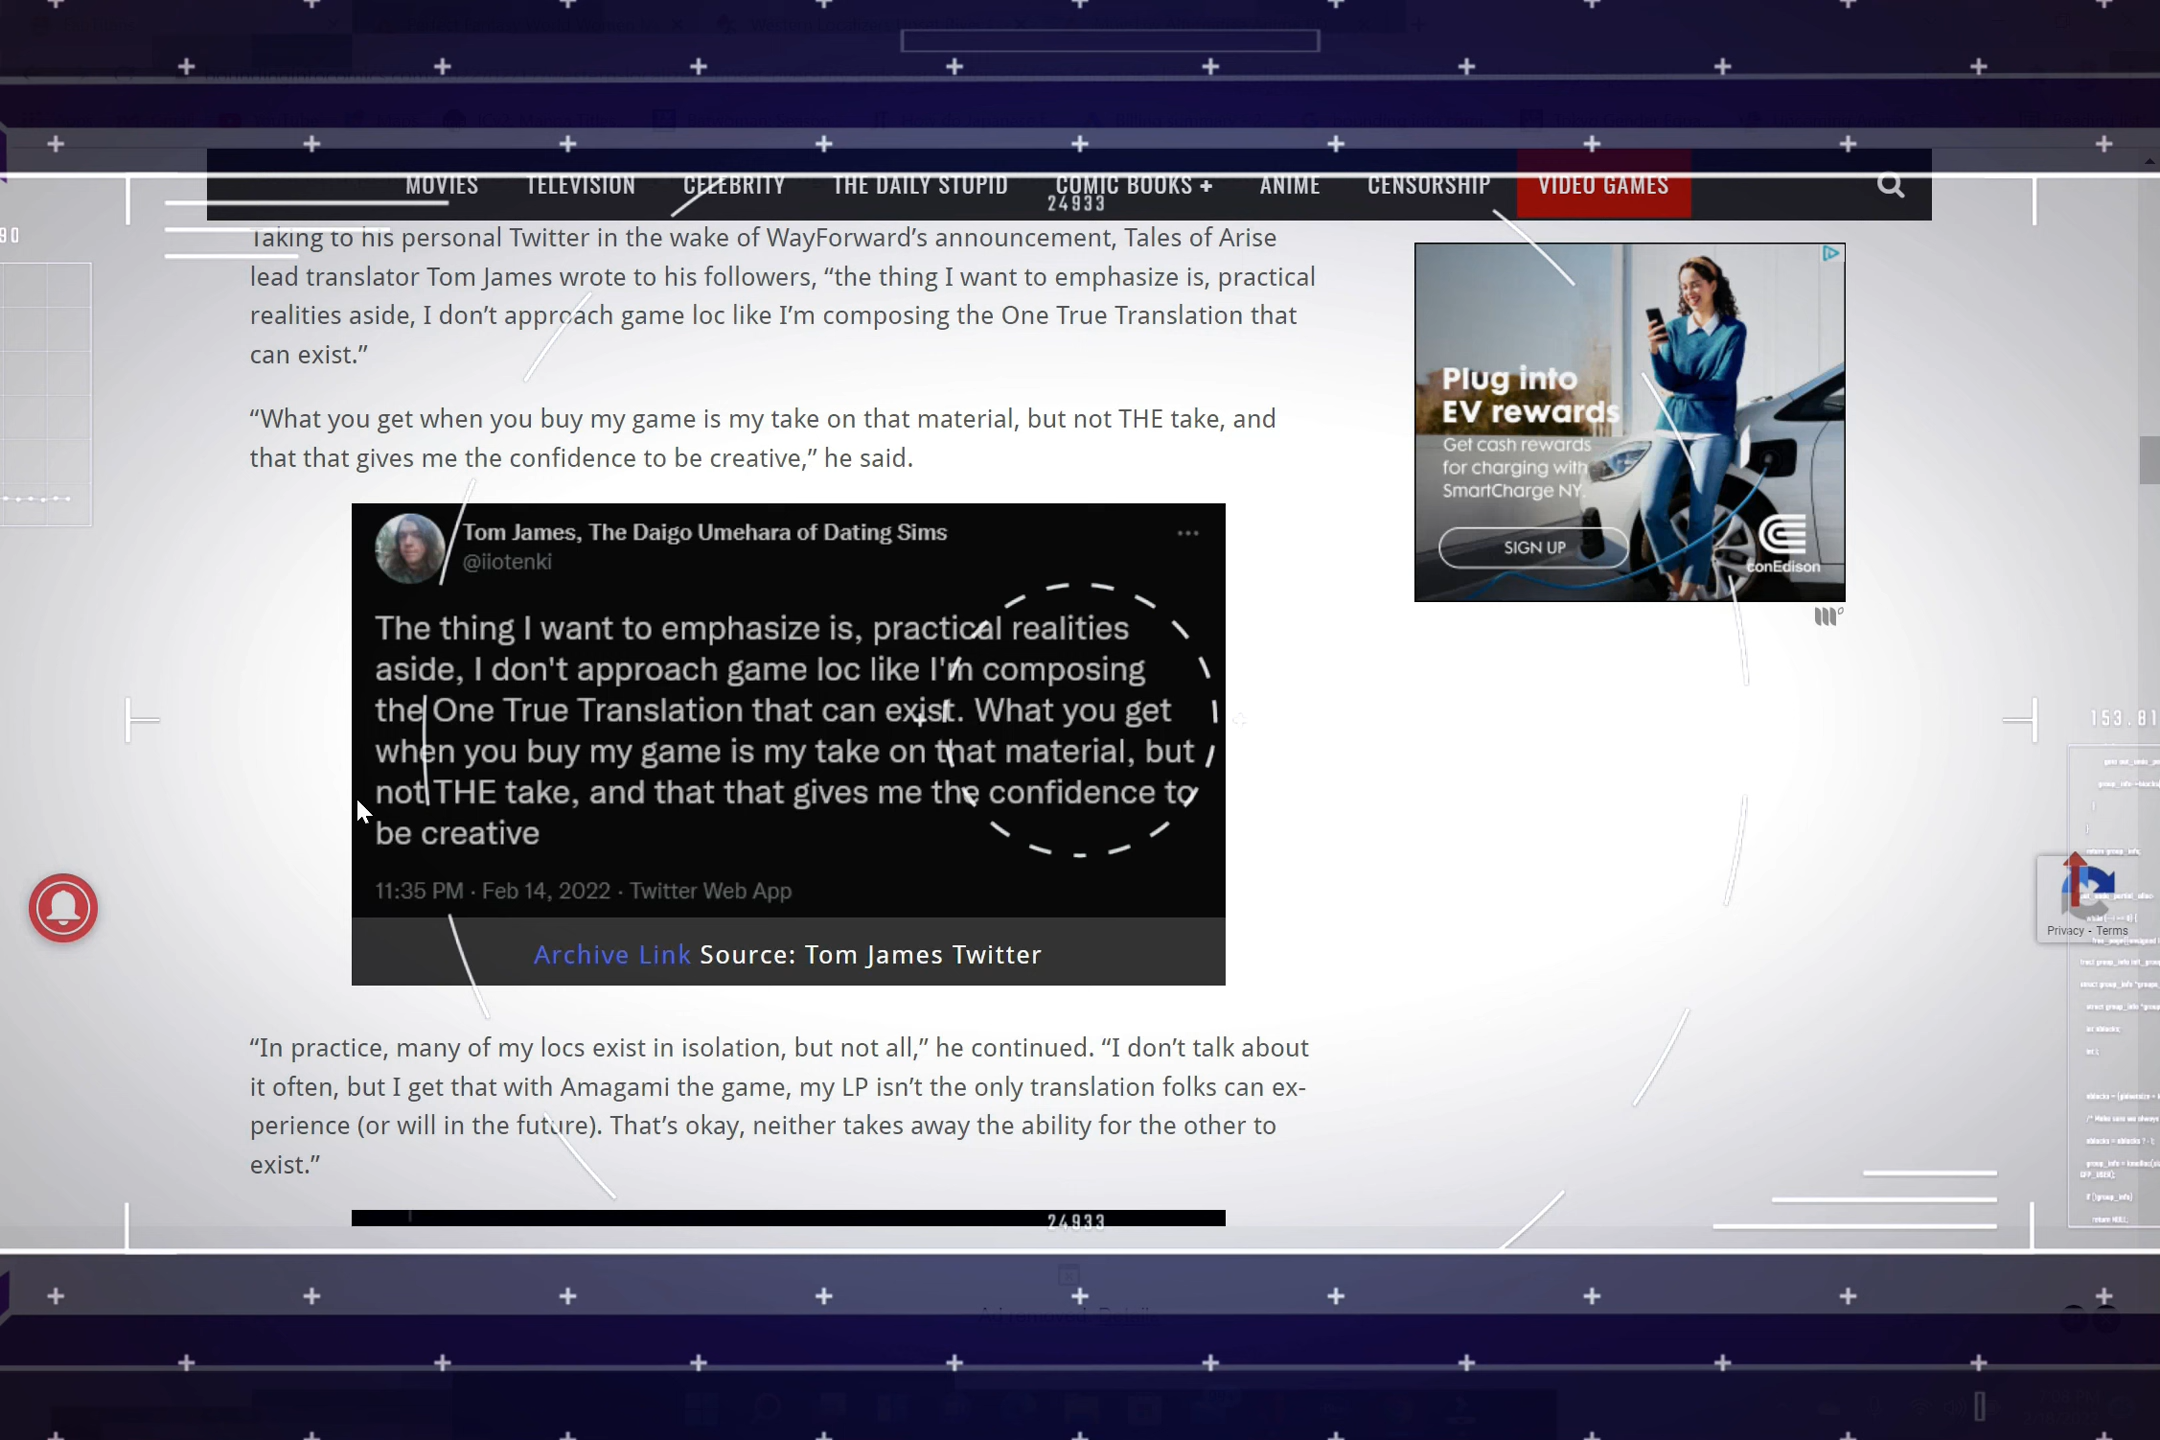 MOVIES TELEVISION CELEBRITY THE DAILY STUPID COMIC BOOKS + ANIME CENSORSHIP VIDEO GAMES
24933
90
Taking to his personal Twitter in the wake of WayForward’s announcement, Tales of Arise
lead translator Tom James wrote to his followers, “the thing I want to emphasize is, practical
realities aside, I don’t approach game loc like I’m composing the One True Translation that
can exist.”
“What you get when you buy my game is my take on that material, but not THE take, and
that that gives me the confidence to be creative,” he said.
Tom James, The Daigo Umehara of Dating Sims
@iiotenki
The thing I want to emphasize is, practical realities
aside, I don't approach game loc like I'm composing
the One True Translation that can exist. What you get
when you buy my game is my take on that material, but
not THE take, and that that gives me the confidence to
be creative
11:35 PM · Feb 14, 2022 · Twitter Web App
Archive Link Source: Tom James Twitter
“In practice, many of my locs exist in isolation, but not all,” he continued. “I don’t talk about
it often, but I get that with Amagami the game, my LP isn’t the only translation folks can ex-
perience (or will in the future). That’s okay, neither takes away the ability for the other to
exist.”
24933
Plug into
EV rewards
Get cash rewards
for charging with
SmartCharge NY.
SIGN UP
conEdison
153.81
Privacy - Terms
return NULL;